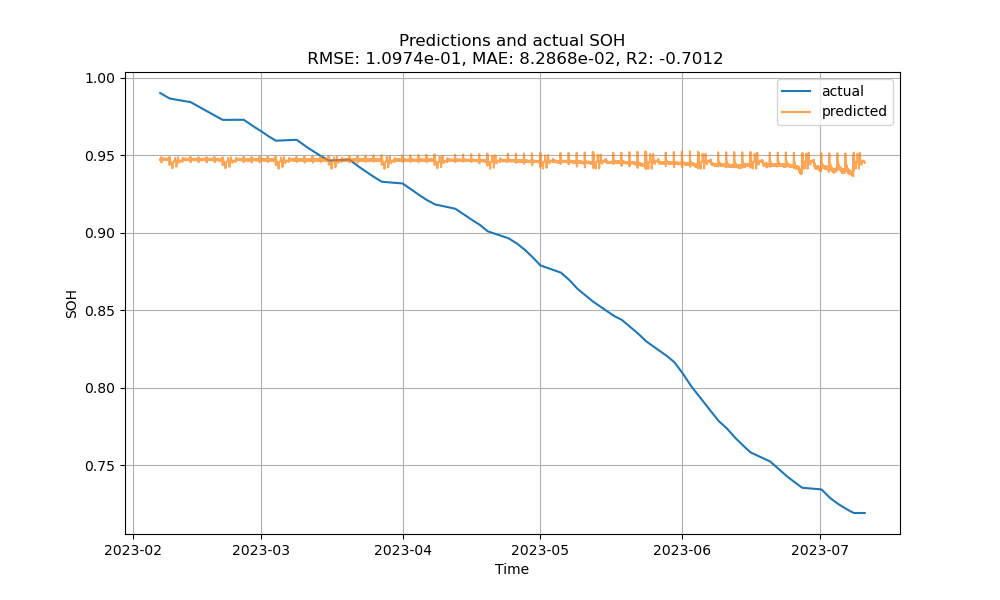 Predictions and actual SOH
RMSE: 1.0974e-01, MAE: 8.2868e-02, R2: -0.7012
actual
predicted
1.00
0.95
0.90
0.85
0.80
0.75
SOH
2023-02
2023-03
2023-04
2023-05
2023-06
2023-07
Time